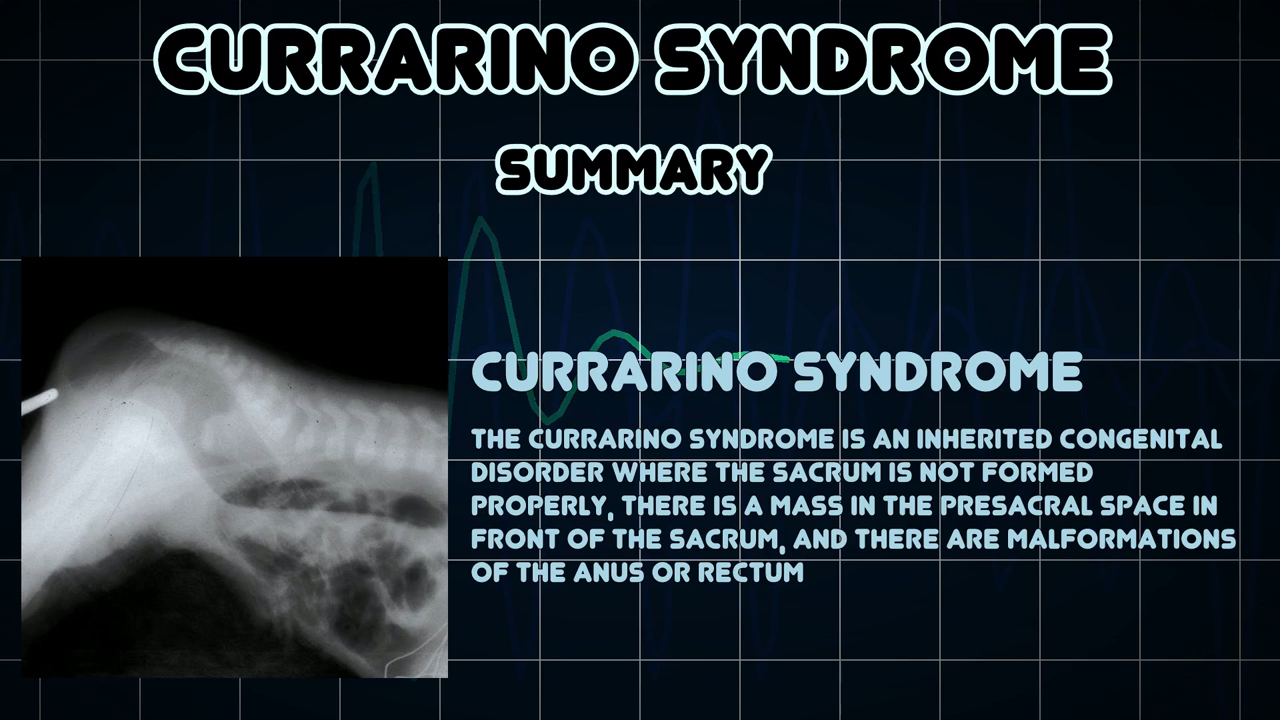 CURRARINO SYNDROME
SUMMARY
CURRARINO SYNDROME
THE CURRARINO SYNDROME IS AN INHERITED CONGENITAL
DISORDER WHERE THE SACRUM IS NOT FORMED
PROPERLY, THERE IS A MASS IN THE PRESACRAL SPACE IN
FRONT OF THE SACRUM, AND THERE ARE MALFORMATIONS
OF THE ANUS OR RECTUM